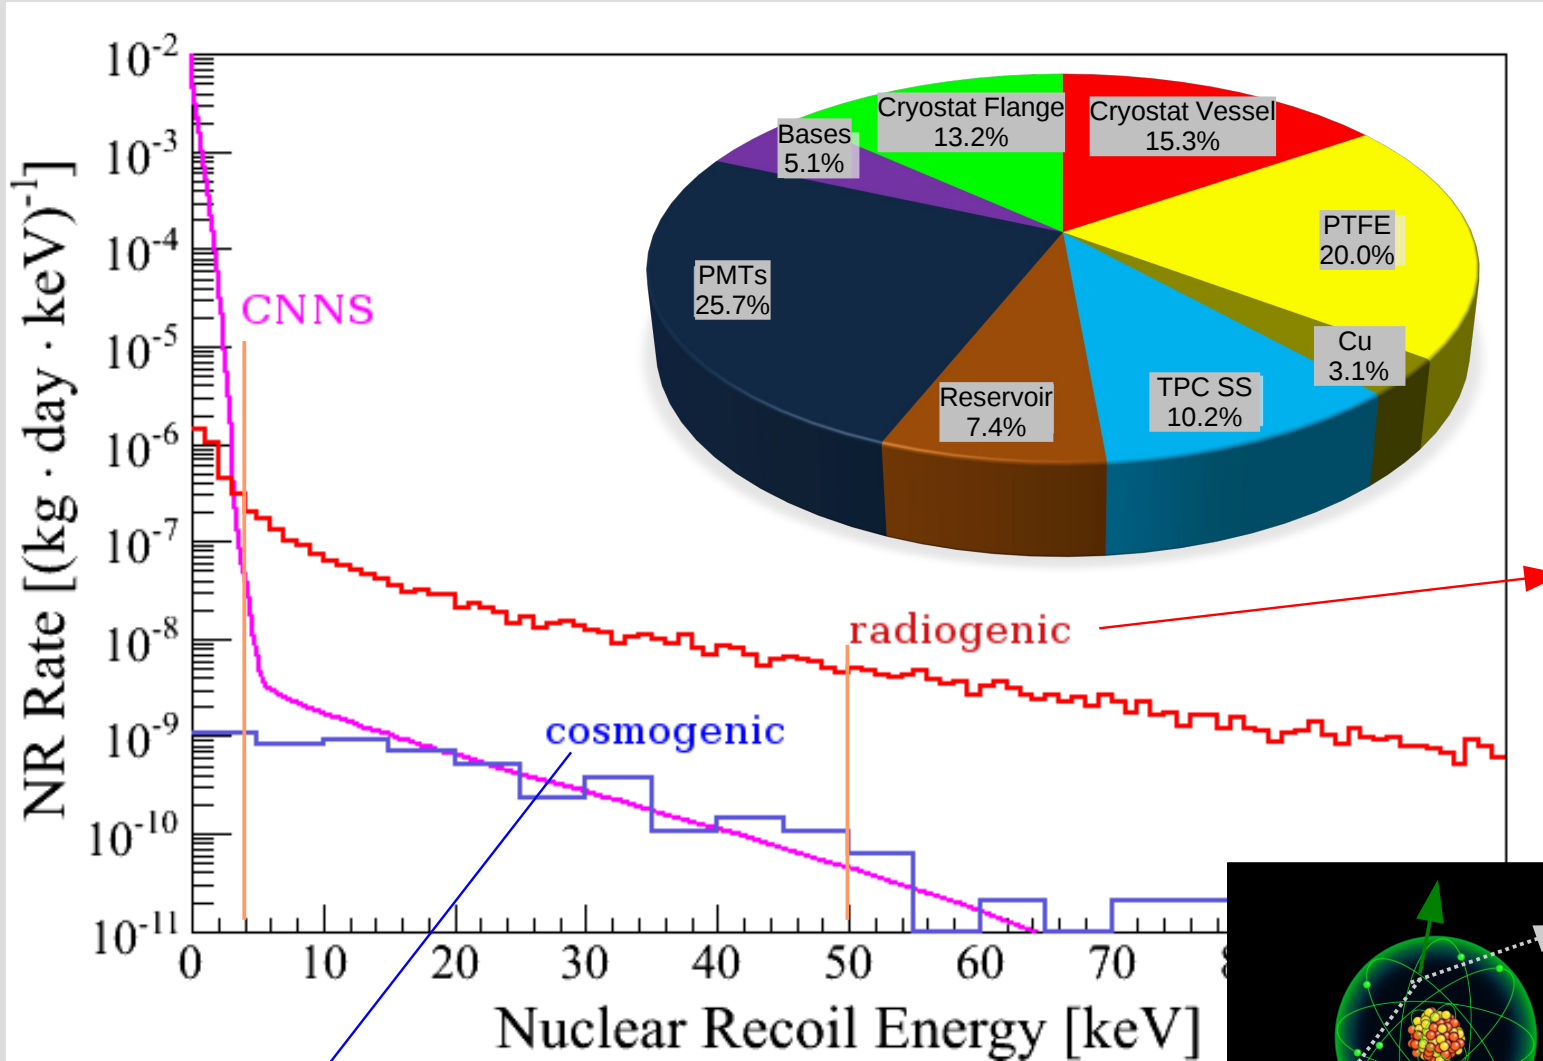 10-2
10-3
10-4
10-5
10-6
10-7
10-8
10-9
10-10
10-11
NR Rate [(kg · day · keV)-1]
CNNS
radiogenic
cosmogenic
Cryostat Flange
13.2%
Cryostat Vessel
15.3%
Bases
5.1%
PTFE
20.0%
PMTs
25.7%
Cu
3.1%
TPC SS
10.2%
Reservoir
7.4%
0 10 20 30 40 50 60 70
Nuclear Recoil Energy [keV]